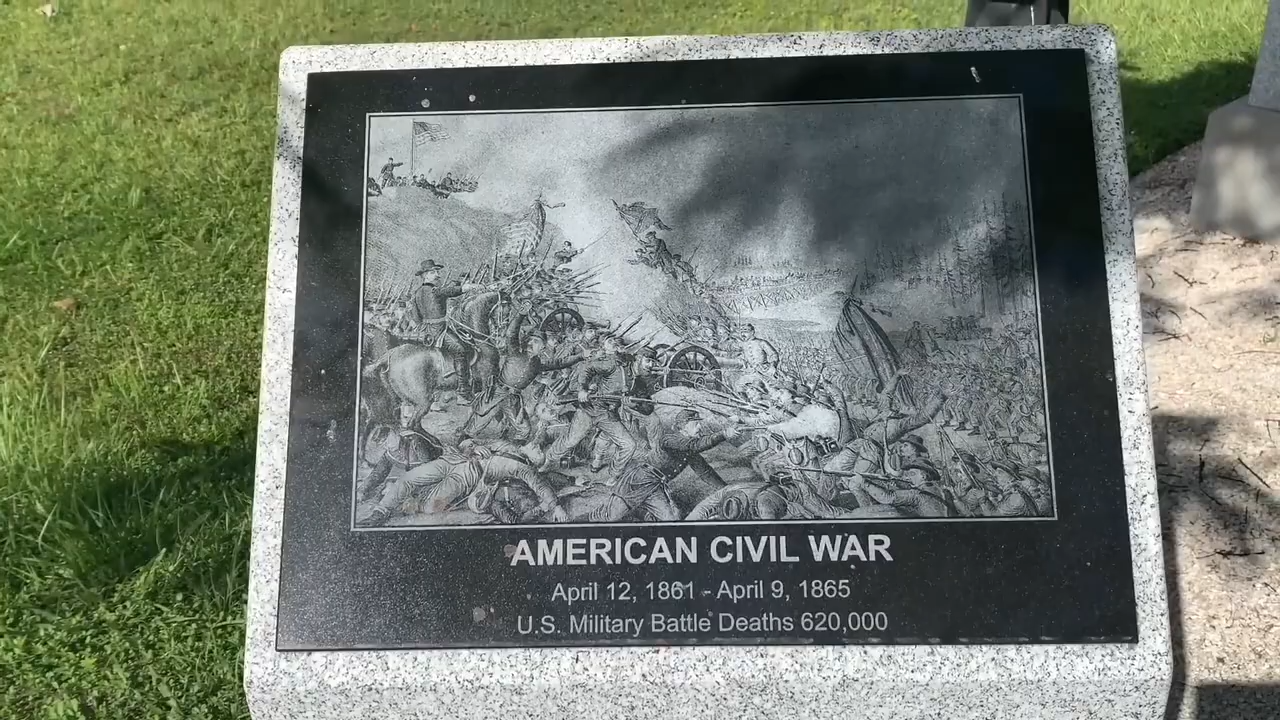 AMERICAN CIVIL WAR
April 12, 1861 - April 9, 1865
U.S. Military Battle Deaths 620,000